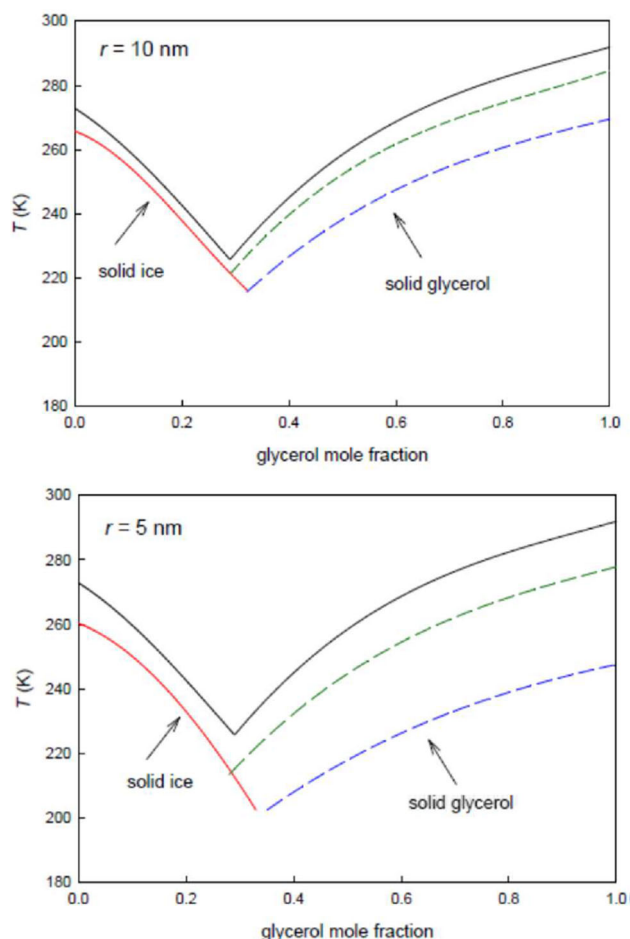 300
r = 10 nm
280
260
240
220
200
180
T (K)
solid ice
solid glycerol
0.0 0.2 0.4 0.6 0.8 1.0
glycerol mole fraction
300
r = 5 nm
280
260
240
220
200
180
T (K)
solid ice
solid glycerol
0.0 0.2 0.4 0.6 0.8 1.0
glycerol mole fraction